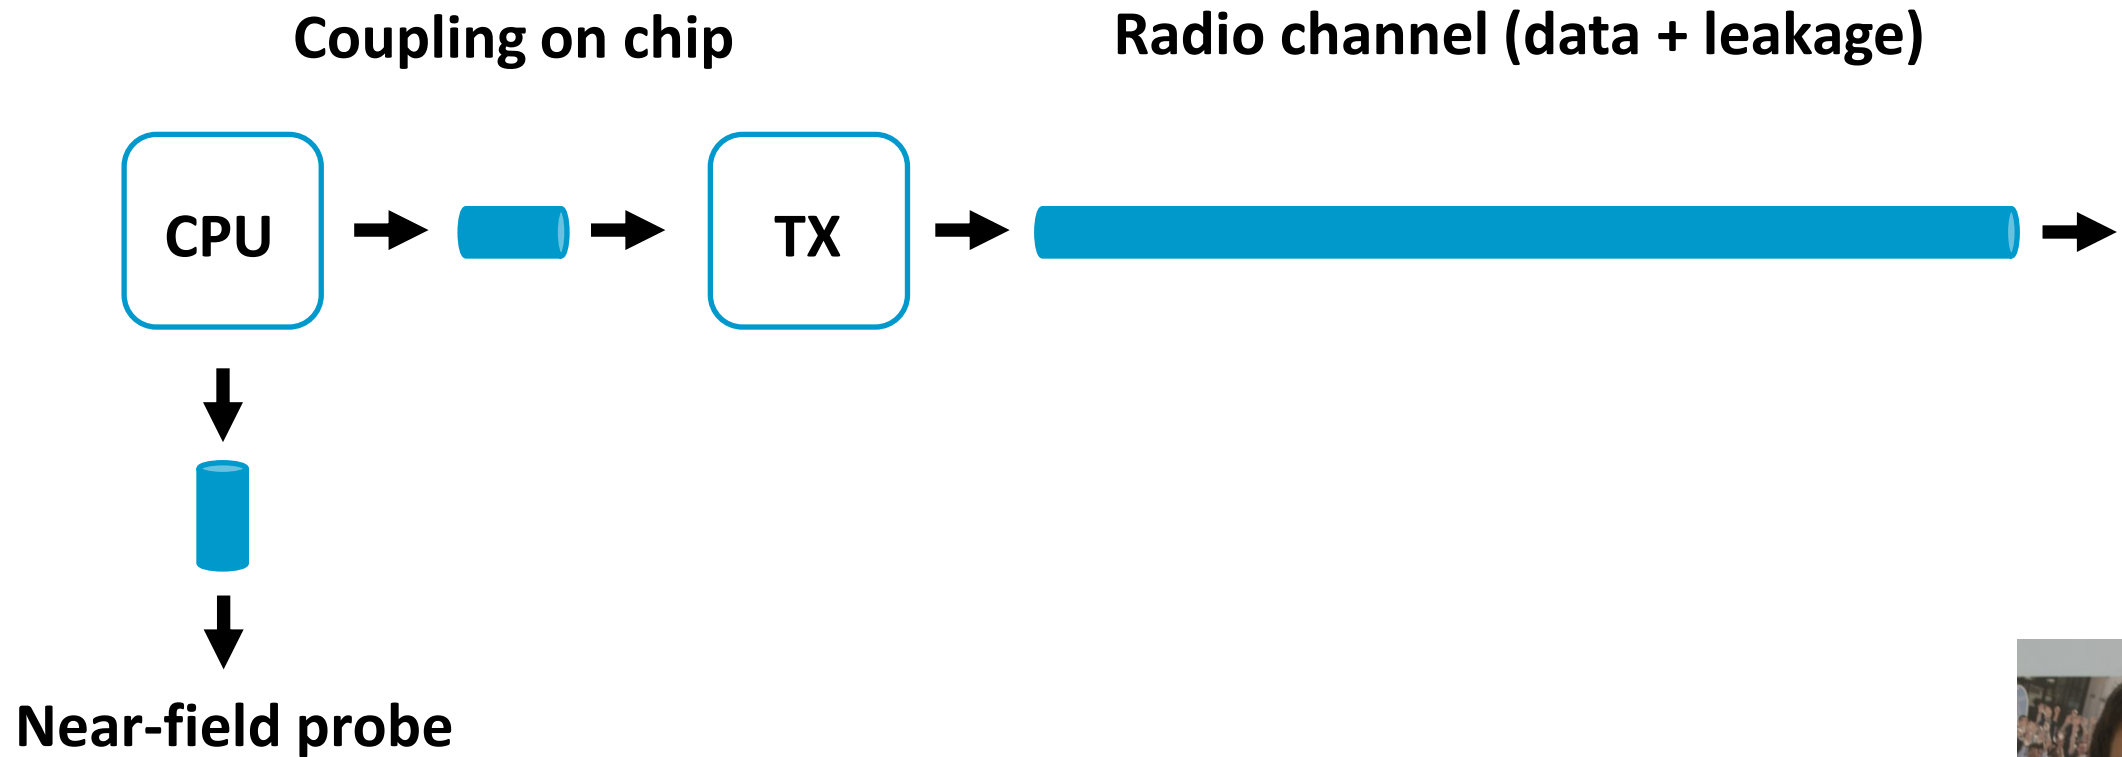 Coupling on chip
Radio channel (data + leakage)
CPU
TX
Near-field probe